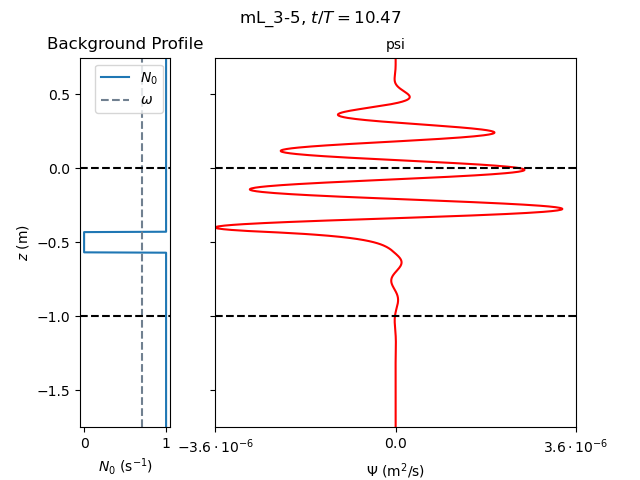 mL_3-5, t/T = 10.47
Background Profile
psi
N₀
ω
0.5
0.0
−0.5
−1.0
−1.5
z (m)
0 1
−3.6 · 10⁻⁶ 0.0 3.6 · 10⁻⁶
N₀ (s⁻¹)
Ψ (m²/s)